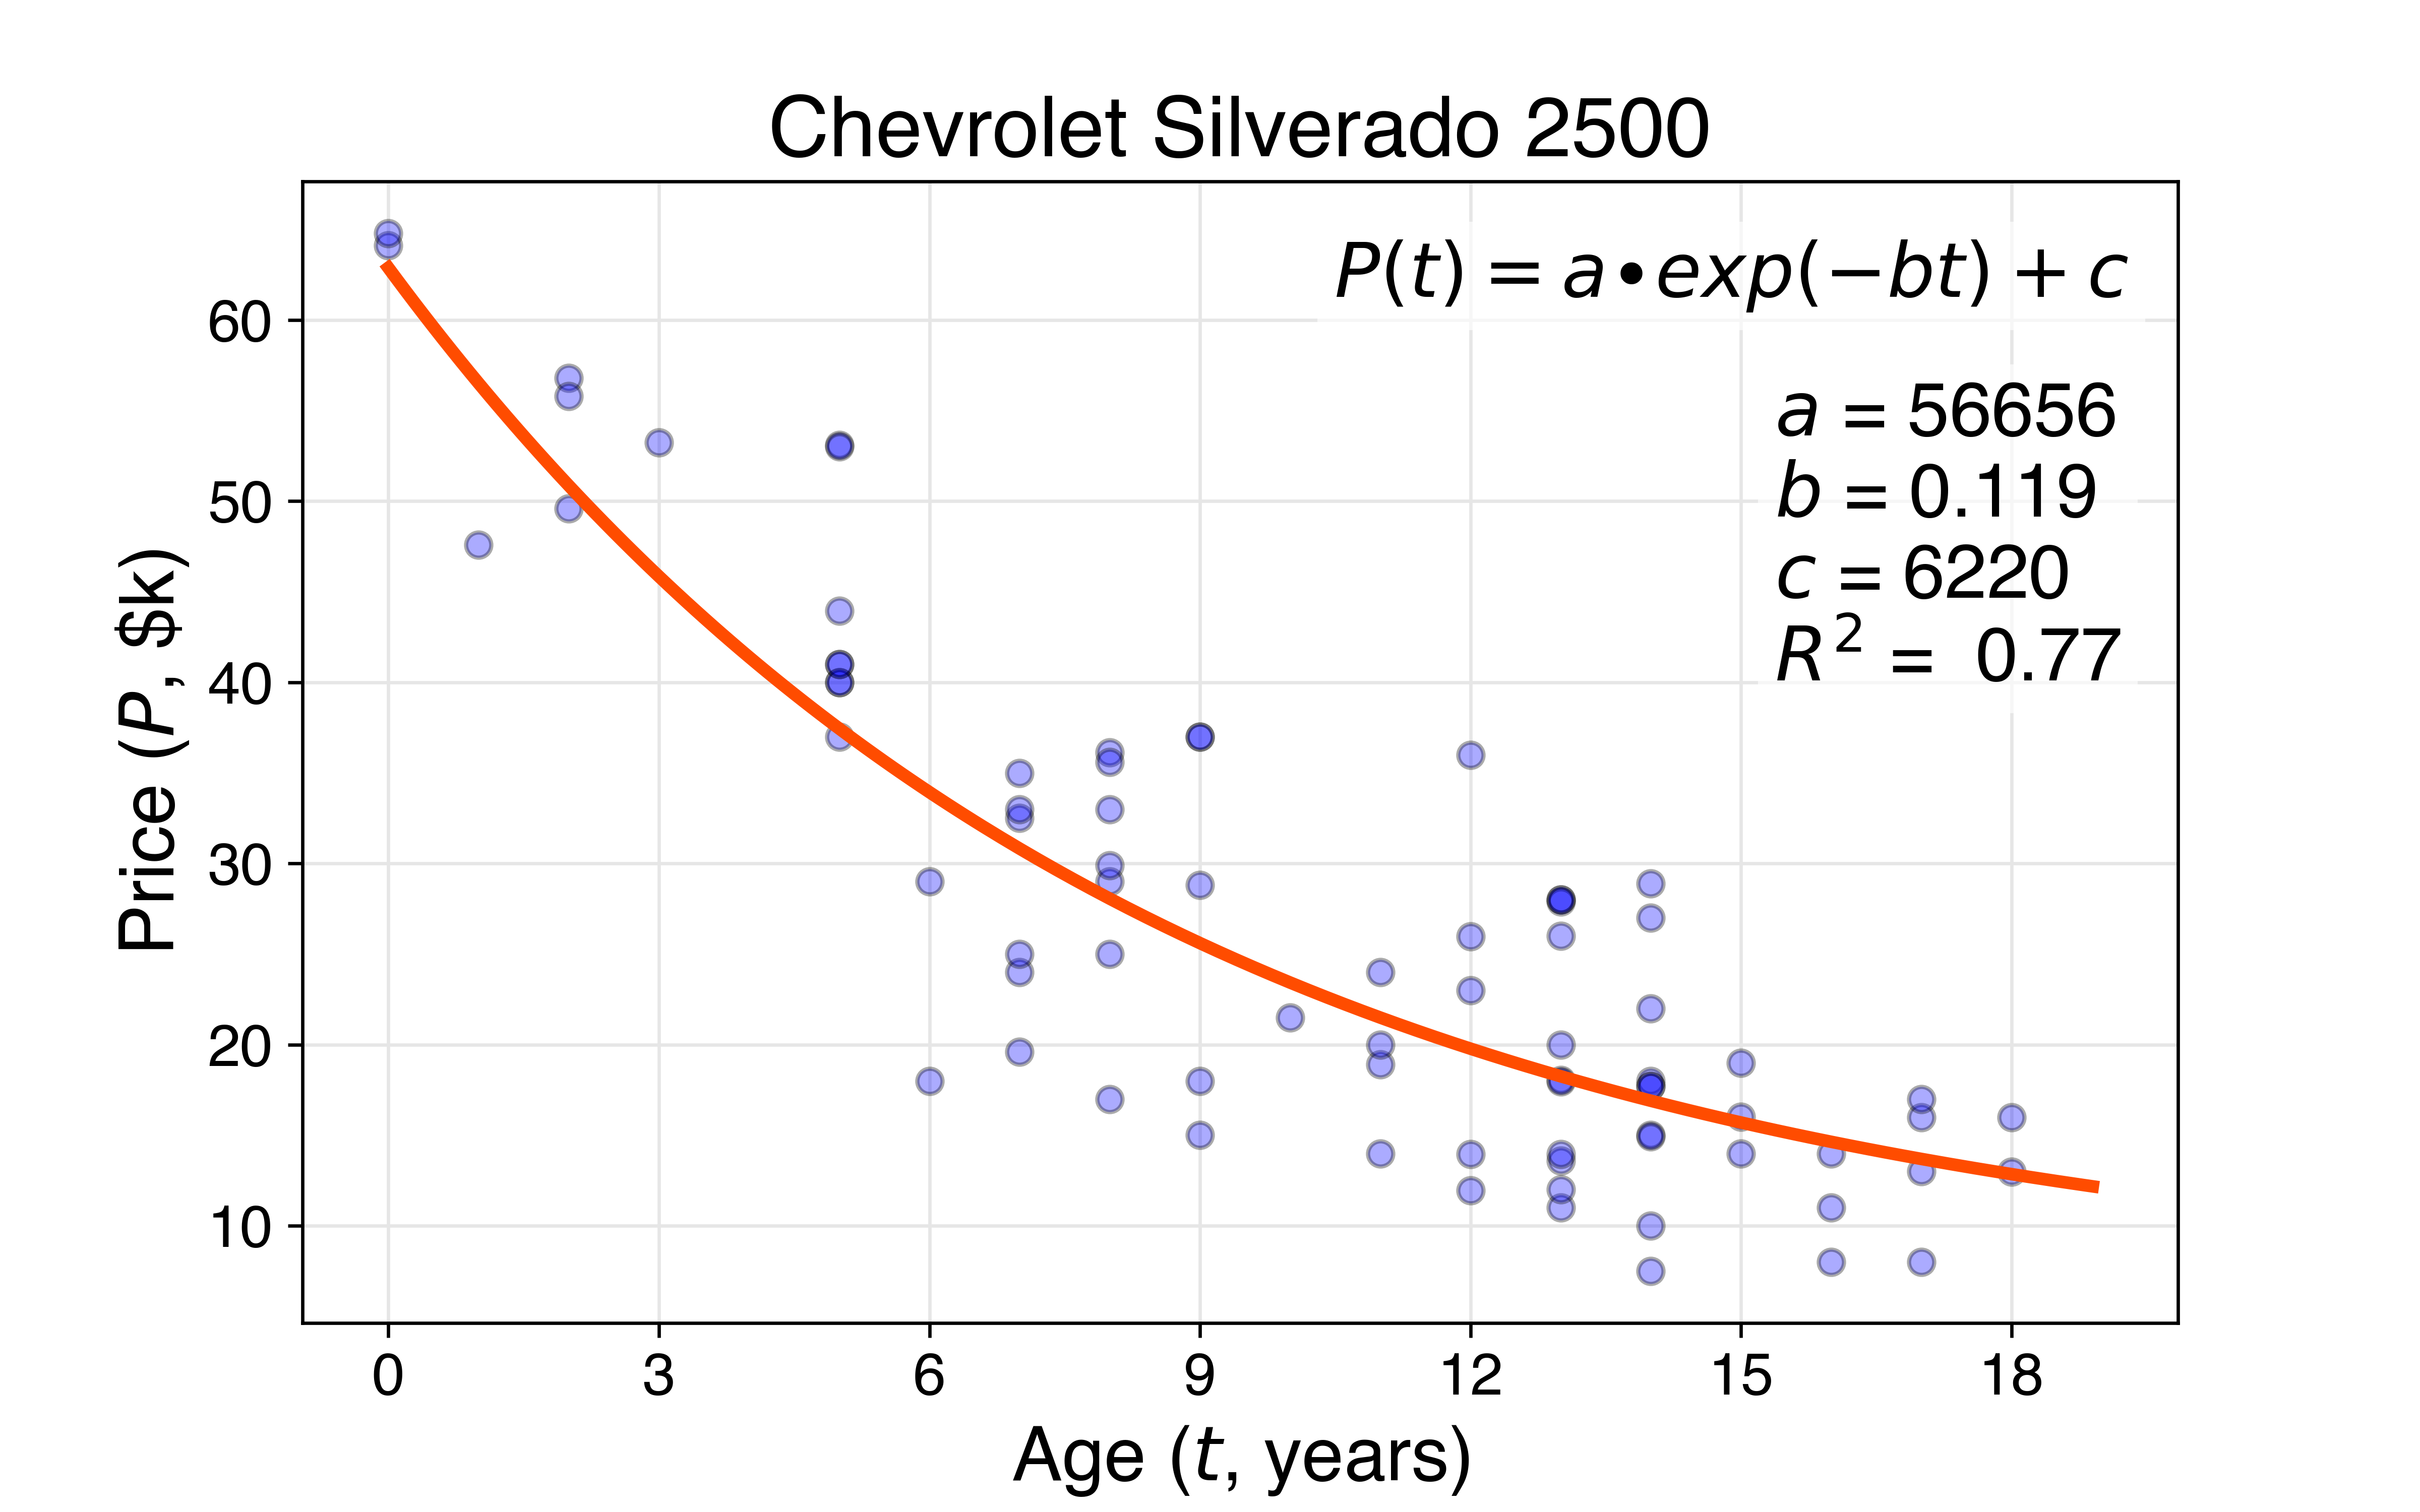 Chevrolet Silverado 2500
P(t) = a•exp(−bt) + c
a = 56656
b = 0.119
c = 6220
R² = 0.77
Price (P, $k)
60
50
40
30
20
10
0 3 6 9 12 15 18
Age (t, years)